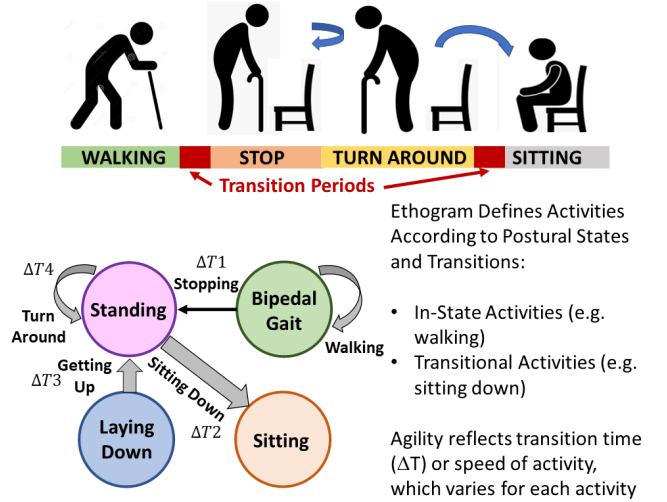 WALKING
STOP
TURN AROUND
SITTING
Transition Periods
Ethogram Defines Activities
According to Postural States
and Transitions:
• In-State Activities (e.g.
walking)
• Transitional Activities (e.g.
sitting down)
Agility reflects transition time
(ΔT) or speed of activity,
which varies for each activity
ΔT4
Turn
Around
Standing
ΔT1
Stopping
Bipedal
Gait
Walking
ΔT3
Getting
Up
Sitting Down
ΔT2
Laying
Down
Sitting